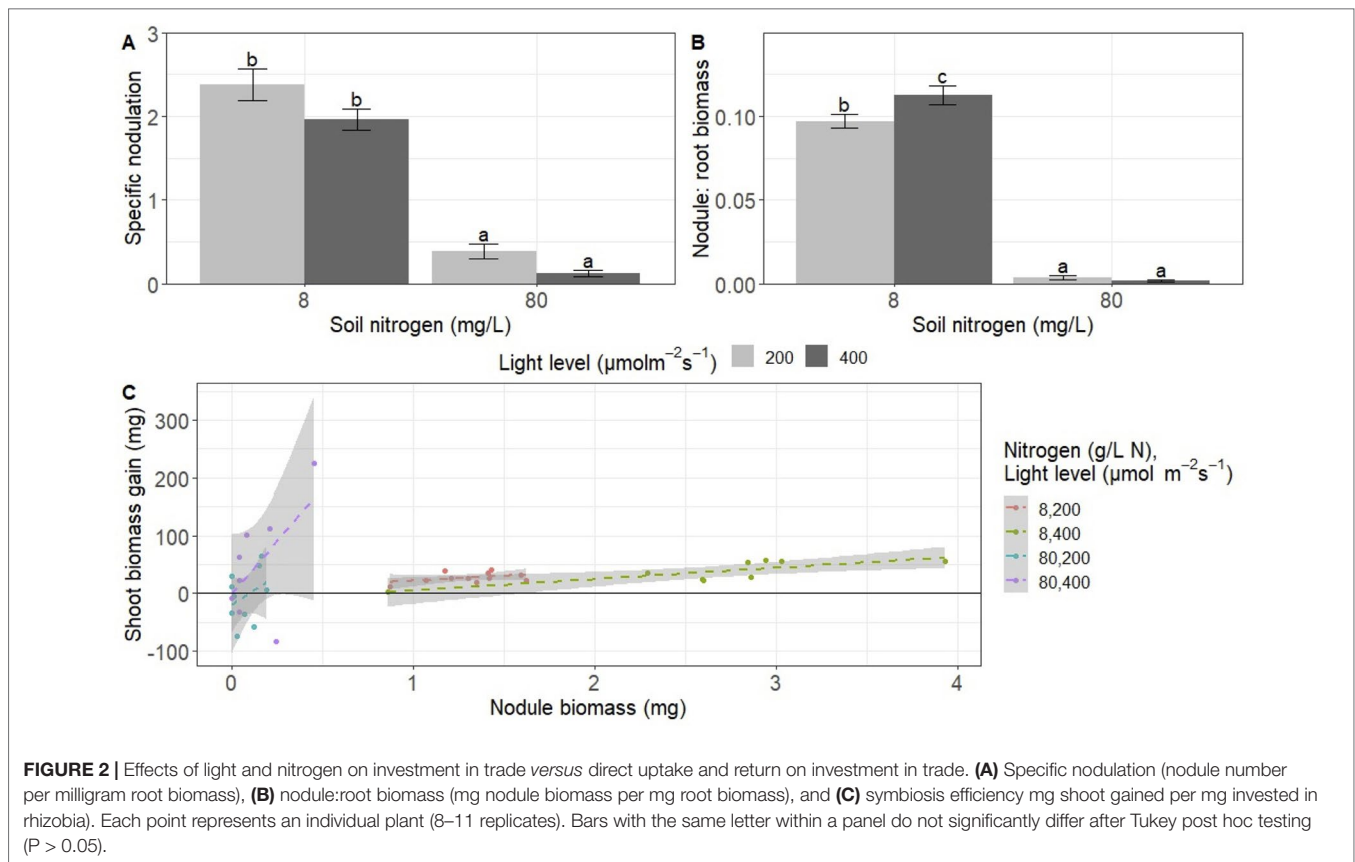 A
3
2
1
0
Specific nodulation
b
b
a
a
8
80
Soil nitrogen (mg/L)
B
0.10
0.05
0.00
Nodule: root biomass
b
c
a
a
8
80
Soil nitrogen (mg/L)
Light level (μmolm⁻²s⁻¹) 200 400
C
300
200
100
0
-100
Shoot biomass gain (mg)
0 1 2 3 4
Nodule biomass (mg)
Nitrogen (g/L N),
Light level (μmol m⁻²s⁻¹)
8,200
8,400
80,200
80,400
FIGURE 2 | Effects of light and nitrogen on investment in trade versus direct uptake and return on investment in trade. (A) Specific nodulation (nodule number
per milligram root biomass), (B) nodule:root biomass (mg nodule biomass per mg root biomass), and (C) symbiosis efficiency mg shoot gained per mg invested in
rhizobia). Each point represents an individual plant (8–11 replicates). Bars with the same letter within a panel do not significantly differ after Tukey post hoc testing
(P > 0.05).